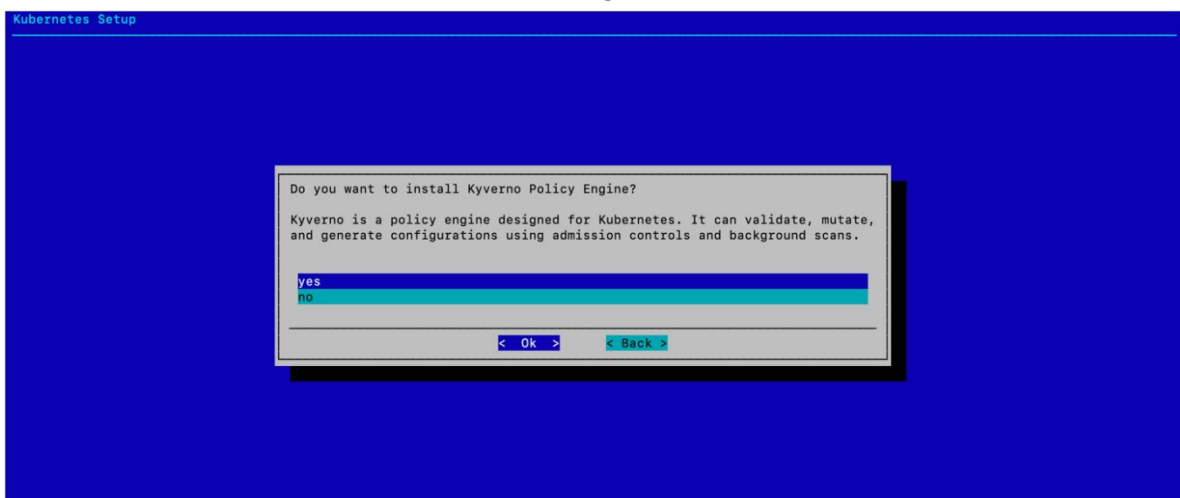 Kubernetes Setup
Do you want to install Kyverno Policy Engine?
Kyverno is a policy engine designed for Kubernetes. It can validate, mutate,
and generate configurations using admission controls and background scans.
yes
no
< Ok > < Back >